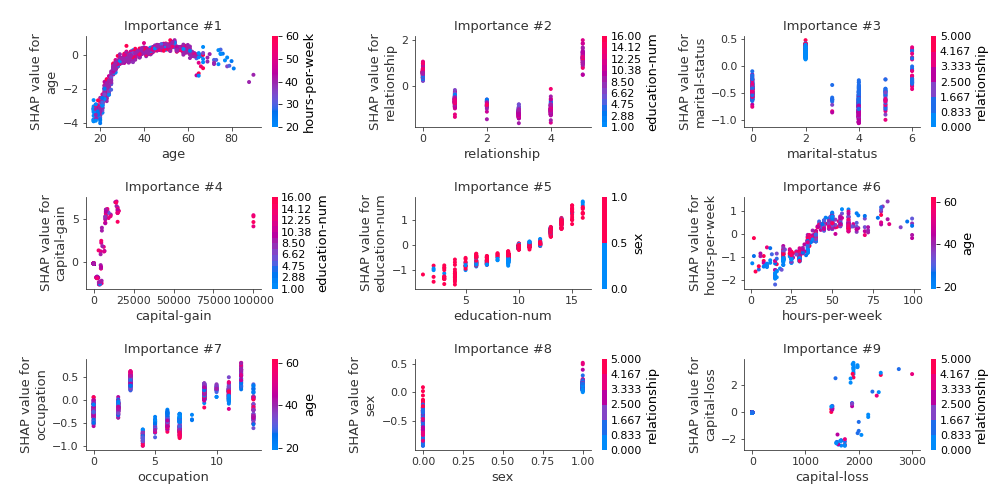 Importance #1
SHAP value for
age
0
−2
−4
20
40
60
80
age
60
50
40
30
20
hours-per-week
Importance #2
SHAP value for
relationship
2
0
0
2
4
relationship
16.00
14.12
12.25
10.38
8.50
6.62
4.75
2.88
1.00
education-num
Importance #3
SHAP value for
marital-status
0.5
0.0
−0.5
−1.0
0
2
4
6
marital-status
5.000
4.167
3.333
2.500
1.667
0.833
0.000
relationship
Importance #4
SHAP value for
capital-gain
5
0
0
25000
50000
75000
100000
capital-gain
16.00
14.12
12.25
10.38
8.50
6.62
4.75
2.88
1.00
education-num
Importance #5
SHAP value for
education-num
1
0
−1
5
10
15
education-num
1.0
0.5
0.0
sex
Importance #6
SHAP value for
hours-per-week
1
0
−1
−2
0
25
50
75
100
hours-per-week
60
40
20
age
Importance #7
SHAP value for
occupation
0.5
0.0
−0.5
−1.0
0
5
10
occupation
60
40
20
age
Importance #8
SHAP value for
sex
0.5
0.0
−0.5
0.00
0.25
0.50
0.75
1.00
sex
5.000
4.167
3.333
2.500
1.667
0.833
0.000
relationship
Importance #9
SHAP value for
capital-loss
2
0
−2
0
1000
2000
3000
capital-loss
5.000
4.167
3.333
2.500
1.667
0.833
0.000
relationship